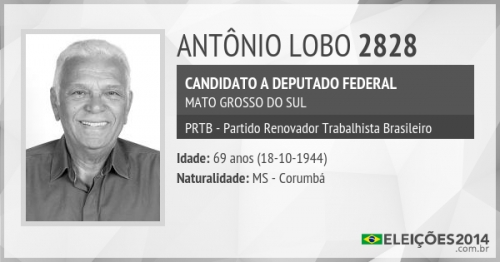 ANTÔNIO LOBO 2828
CANDIDATO A DEPUTADO FEDERAL
MATO GROSSO DO SUL
PRTB - Partido Renovador Trabalhista Brasileiro
Idade: 69 anos (18-10-1944)
Naturalidade: MS - Corumbá
ELEIÇÕES2014
.com.br